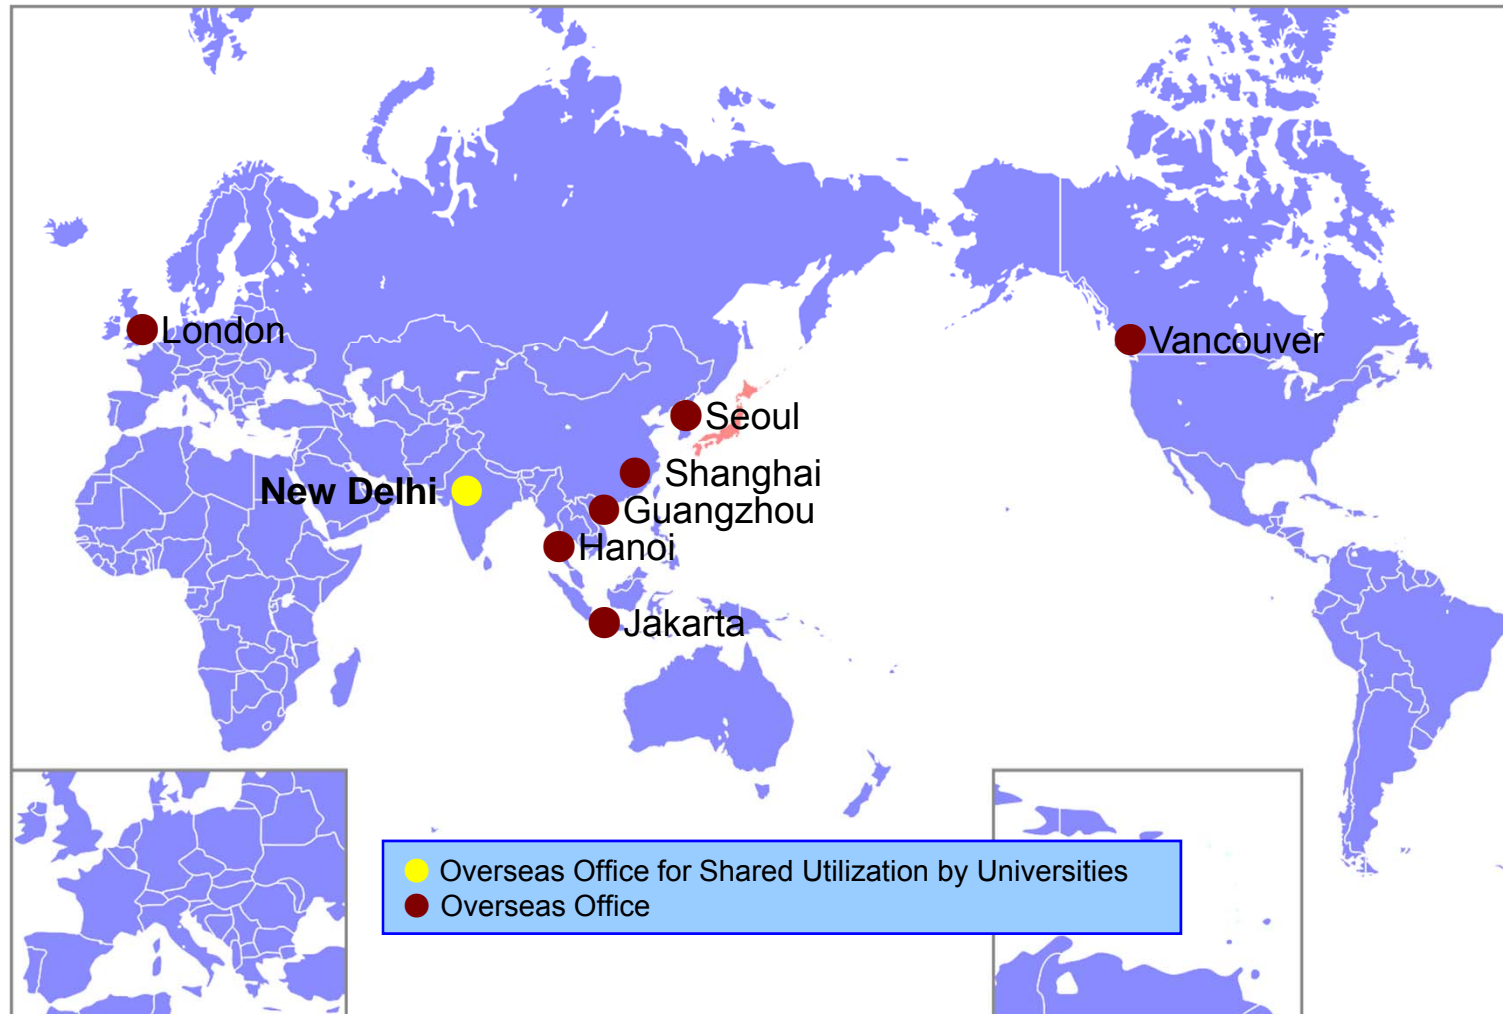 London
Vancouver
Seoul
Shanghai
New Delhi
Guangzhou
Hanoi
Jakarta
Overseas Office for Shared Utilization by Universities
Overseas Office